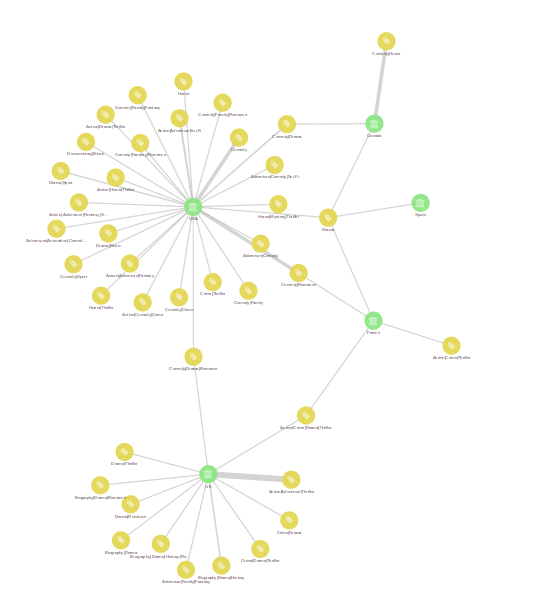 Comedy|Horror
Horror
Comedy|Family|Fantasy
Comedy|Family|Romance
Action|Drama|Thriller
Action|Adventure|Sci-Fi
Comedy|Drama
Canada
Documentary|Music
Comedy
Comedy|Fantasy|Romance
Drama|Sport
Adventure|Comedy|Sci-Fi
Action|Horror|Thriller
Action|Adventure|Fantasy|S...
Horror|Mystery|Thriller
USA
Spain
Drama
Adventure|Animation|Comed...
Drama|Music
Adventure|Comedy
Comedy|Sport
Action|Adventure|Fantasy
Comedy|Romance
Crime|Thriller
Comedy|Family
Horror|Thriller
Action|Comedy|Crime
Comedy|Crime
France
Action|Crime|Thriller
Comedy|Drama|Romance
Action|Crime|Drama|Thriller
Drama|Thriller
UK
Action|Adventure|Thriller
Biography|Drama|Romance
Drama|Romance
Crime|Drama
Biography|Drama
Biography|Drama|History|Ro...
Crime|Drama|Thriller
Adventure|Family|Fantasy
Biography|Drama|History